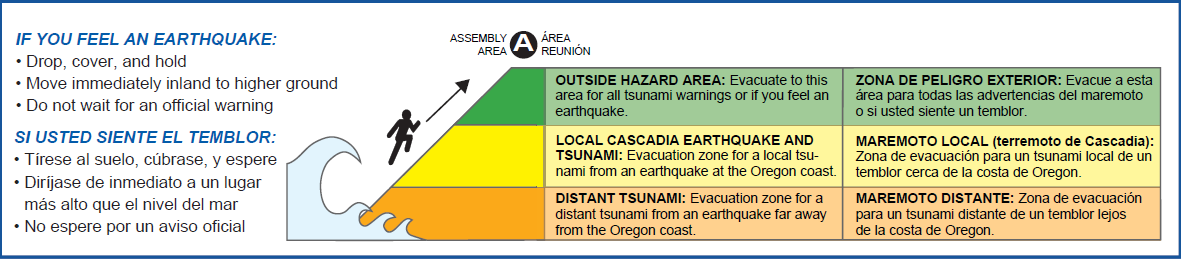 IF YOU FEEL AN EARTHQUAKE:
• Drop, cover, and hold
• Move immediately inland to higher ground
• Do not wait for an official warning
SI USTED SIENTE EL TEMBLOR:
• Tírese al suelo, cúbrase, y espere
• Diríjase de inmediato a un lugar
más alto que el nivel del mar
• No espere por un aviso oficial
ASSEMBLY
AREA
A
ÁREA
REUNIÓN
OUTSIDE HAZARD AREA: Evacuate to this
area for all tsunami warnings or if you feel an
earthquake.
ZONA DE PELIGRO EXTERIOR: Evacue a esta
área para todas las advertencias del maremoto
o si usted siente un temblor.
LOCAL CASCADIA EARTHQUAKE AND
TSUNAMI: Evacuation zone for a local tsu-
nami from an earthquake at the Oregon coast.
MAREMOTO LOCAL (terremoto de Cascadia):
Zona de evacuación para un tsunami local de un
temblor cerca de la costa de Oregon.
DISTANT TSUNAMI: Evacuation zone for a
distant tsunami from an earthquake far away
from the Oregon coast.
MAREMOTO DISTANTE: Zona de evacuación
para un tsunami distante de un temblor lejos
de la costa de Oregon.